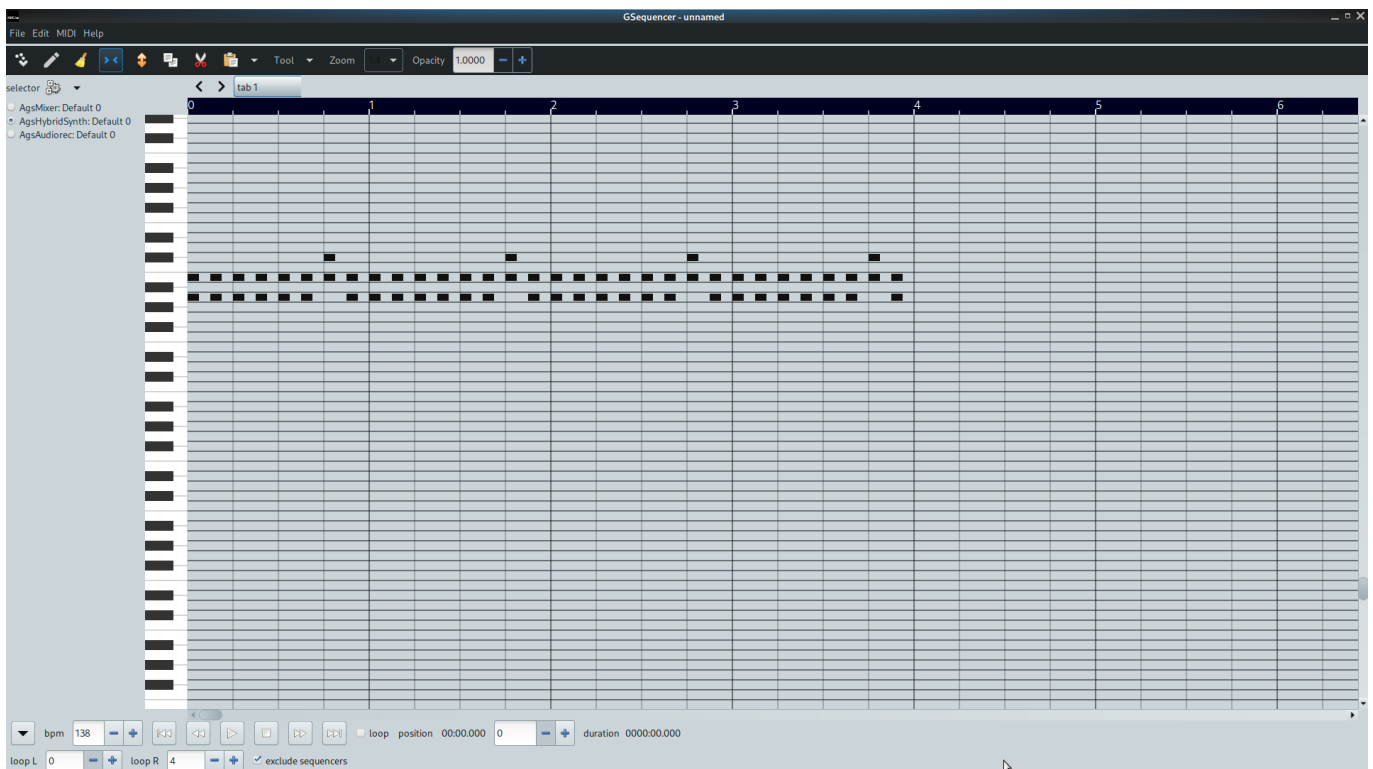 GSequencer - unnamed
File Edit MIDI Help
Tool Zoom Opacity 1.0000
selector tab 1
0 1 2 3 4 5 6
AgsMixer: Default 0
AgsHybridSynth: Default 0
AgsAudiorec: Default 0
bpm 138 loop position 00:00.000 0 duration 0000:00.000
loop L 0 loop R 4 exclude sequencers